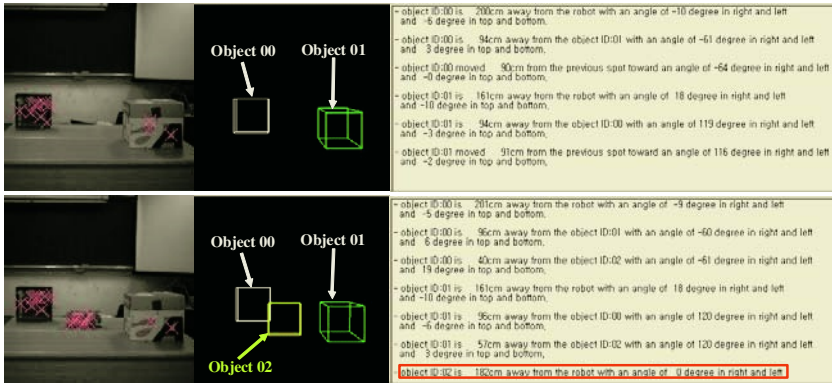 Object 00
Object 01
- object ID:00 is 200cm away from the robot with an angle of -10 degree in right and left
and -6 degree in top and bottom,
- object ID:00 is 94cm away from the object ID:01 with an angle of -61 degree in right and left
and 3 degree in top and bottom,
- object ID:00 moved 90cm from the previous spot toward an angle of -64 degree in right and left
and -0 degree in top and bottom,
- object ID:01 is 161cm away from the robot with an angle of 18 degree in right and left
and -10 degree in top and bottom,
- object ID:01 is 94cm away from the object ID:00 with an angle of 119 degree in right and left
and -3 degree in top and bottom,
- object ID:01 moved 91cm from the previous spot toward an angle of 116 degree in right and left
and -2 degree in top and bottom,
Object 00
Object 01
Object 02
- object ID:00 is 201cm away from the robot with an angle of -9 degree in right and left
and -5 degree in top and bottom,
- object ID:00 is 96cm away from the object ID:01 with an angle of -60 degree in right and left
and 6 degree in top and bottom,
- object ID:00 is 40cm away from the object ID:02 with an angle of -61 degree in right and left
and 19 degree in top and bottom,
- object ID:01 is 161cm away from the robot with an angle of 18 degree in right and left
and -10 degree in top and bottom,
- object ID:01 is 96cm away from the object ID:00 with an angle of 120 degree in right and left
and -6 degree in top and bottom,
- object ID:01 is 57cm away from the object ID:02 with an angle of 120 degree in right and left
and 3 degree in top and bottom,
- object ID:02 is 182cm away from the robot with an angle of 0 degree in right and left